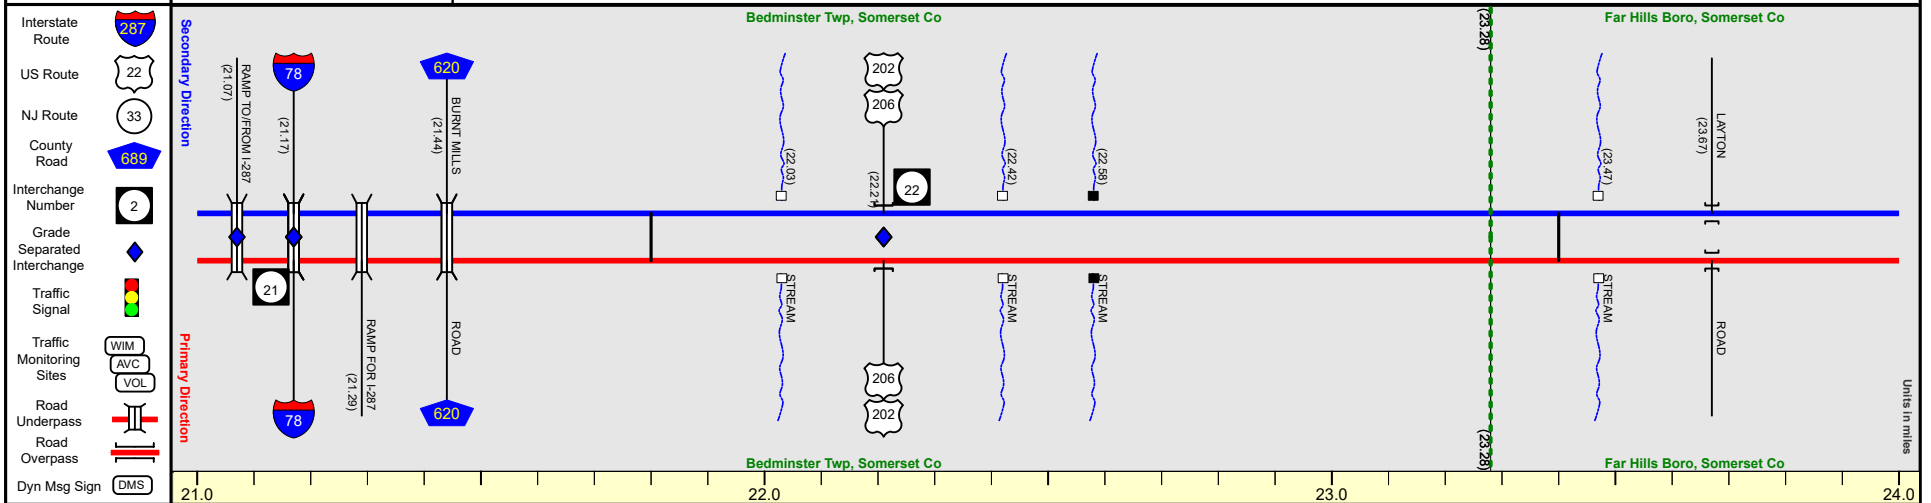 Interstate
Route
287
US Route
22
NJ Route
33
County
Road
689
Interchange
Number
2
Grade
Separated
Interchange
Traffic
Signal
Traffic
Monitoring
Sites
WIM
AVC
VOL
Road
Underpass
Road
Overpass
Dyn Msg Sign
DMS
Secondary Direction
Primary Direction
Bedminster Twp, Somerset Co
(23.28)
Far Hills Boro, Somerset Co
RAMP TO/FROM I-287
(21.07)
78
(21.17)
620
BURNT MILLS
(21.44)
(22.03)
202
206
(22.21)
22
(22.42)
(22.58)
(23.47)
LAYTON
(23.67)
21
78
RAMP FOR I-287
(21.29)
ROAD
620
STREAM
206
202
STREAM
STREAM
STREAM
ROAD
Units in miles
Bedminster Twp, Somerset Co
(23.28)
Far Hills Boro, Somerset Co
21.0
22.0
23.0
24.0